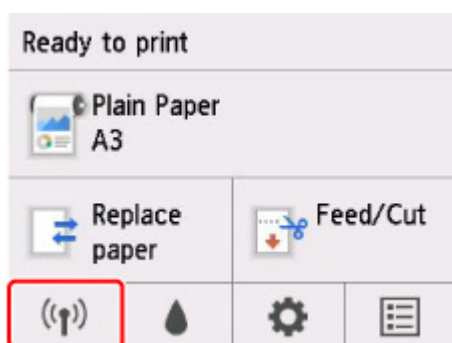 Ready to print
Plain Paper
A3
Replace
paper
Feed/Cut